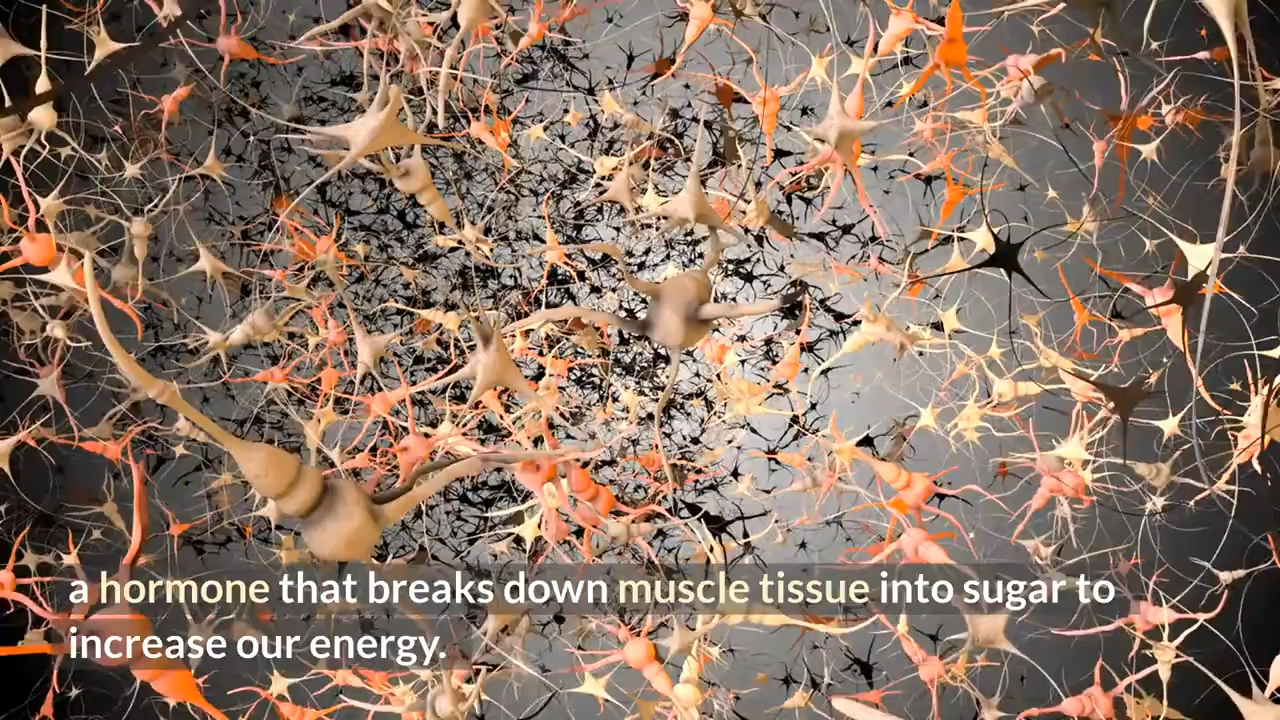 a hormone that breaks down muscle tissue into sugar to
increase our energy.